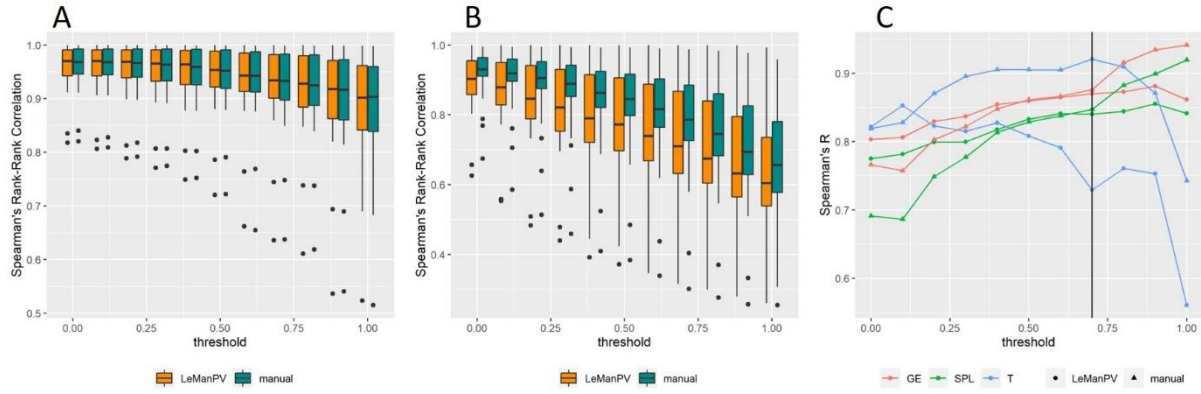 A
Spearman's Rank-Rank Correlation
1.0
0.9
0.8
0.7
0.6
0.5
0.00 0.25 0.50 0.75 1.00
threshold
LeManPV manual
B
Spearman's Rank-Rank Correlation
1.0
0.8
0.6
0.4
0.00 0.25 0.50 0.75 1.00
threshold
LeManPV manual
C
Spearman's R
0.9
0.8
0.7
0.6
0.00 0.25 0.50 0.75 1.00
threshold
GE SPL T LeManPV manual